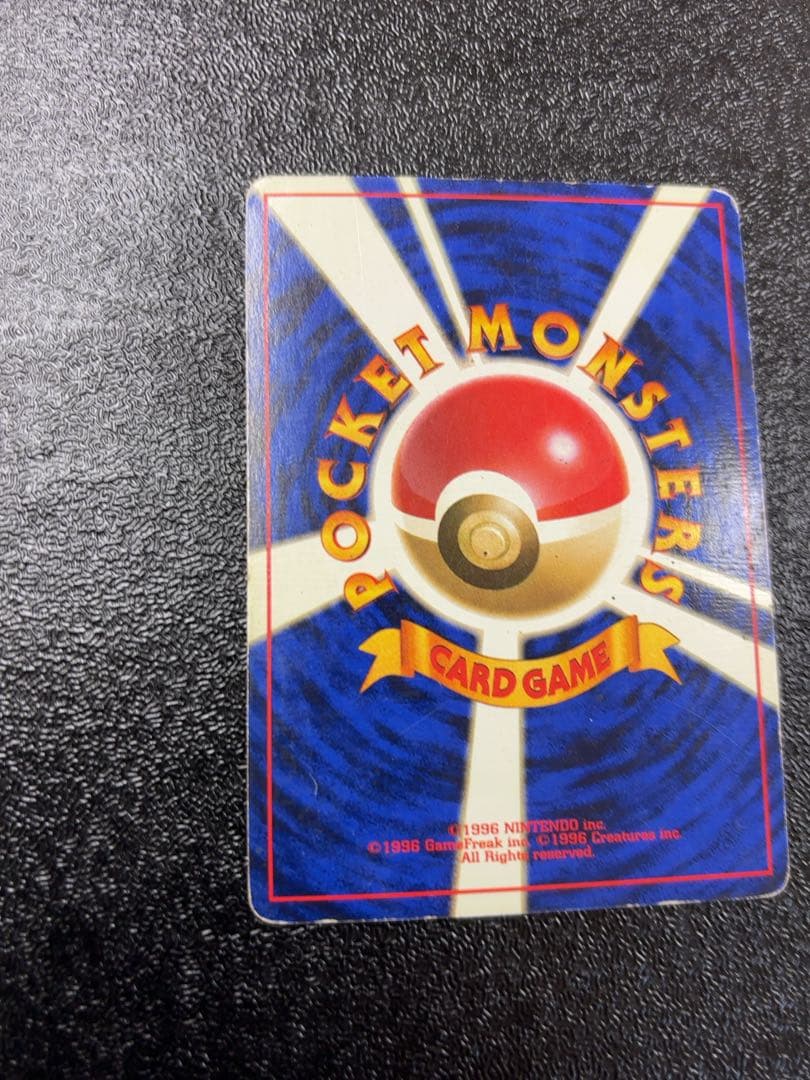 POCKET MONSTERS
CARD GAME
©1996 NINTENDO inc.
©1996 GameFreak inc. ©1996 Creatures inc.
All Rights reserved.